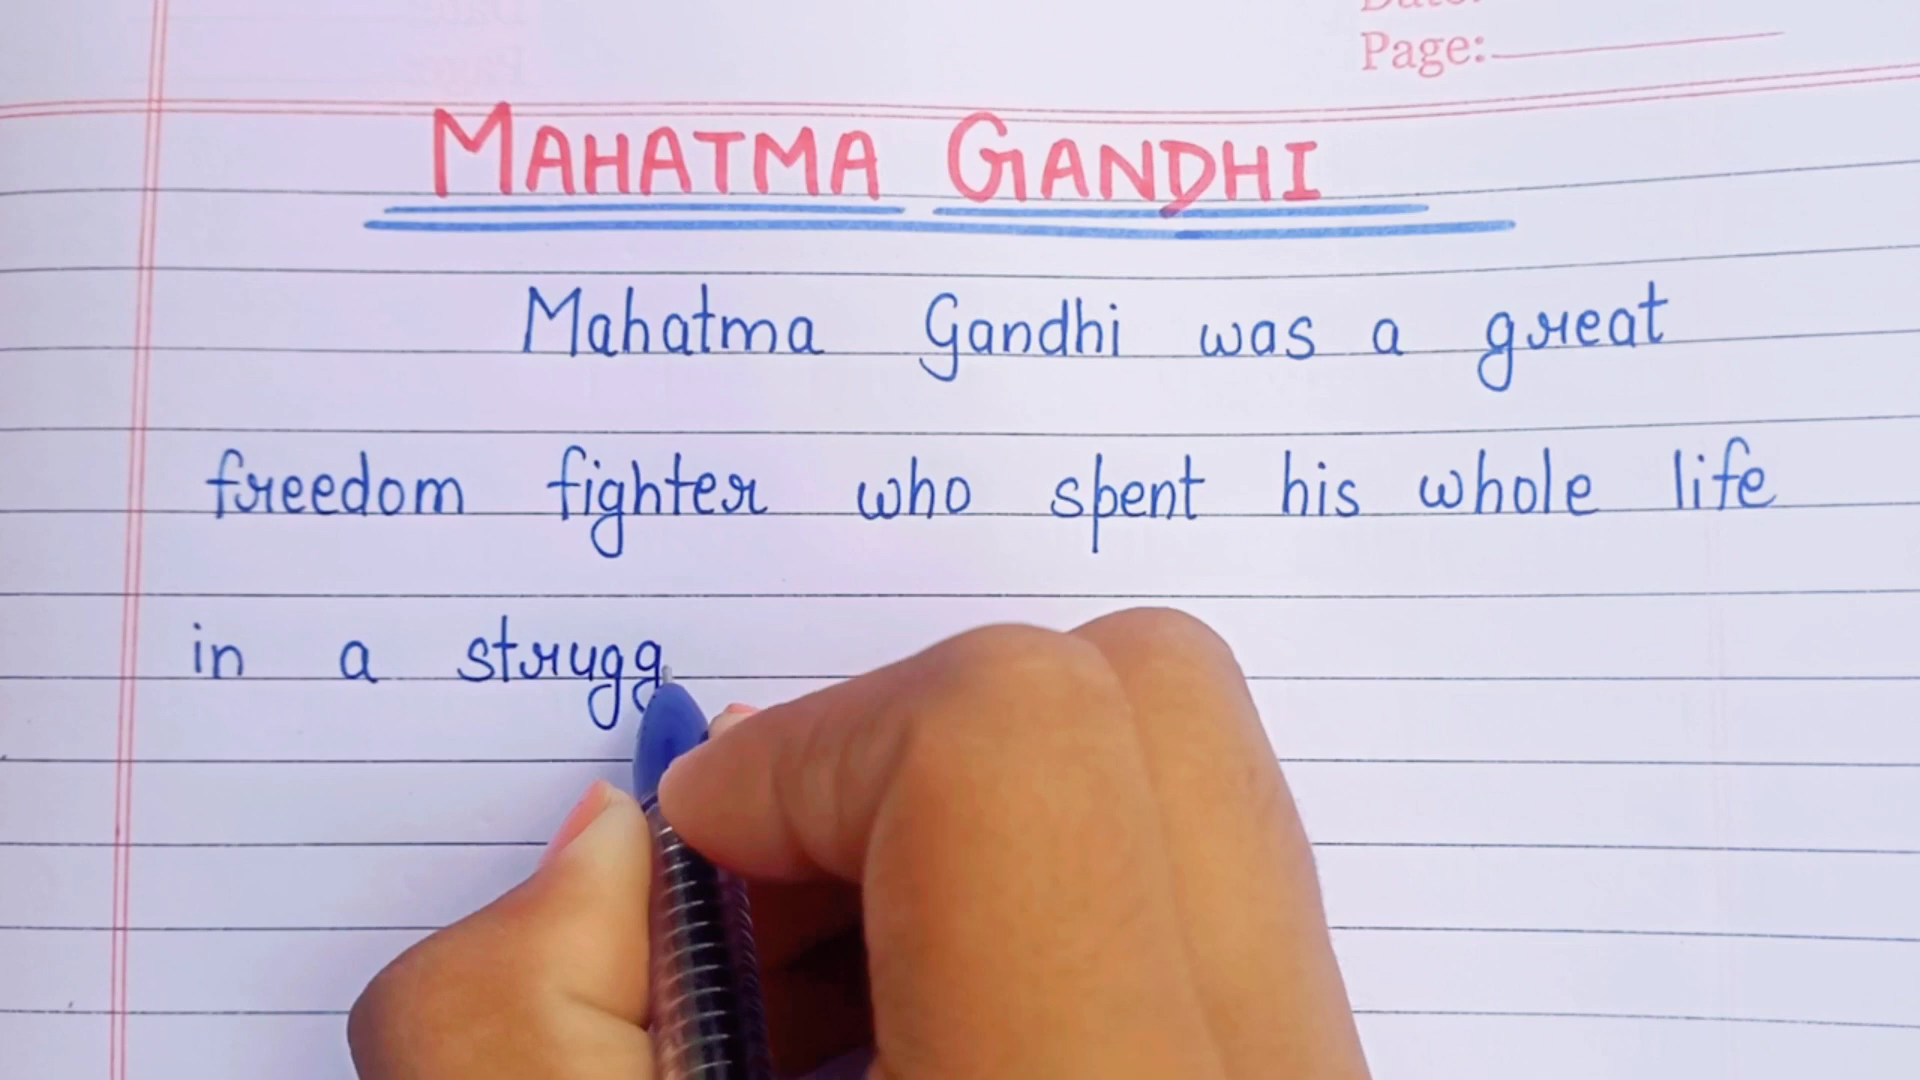 Page:
MAHATMA GANDHI
Mahatma Gandhi was a great
freedom fighter who spent his whole life
in a strugg